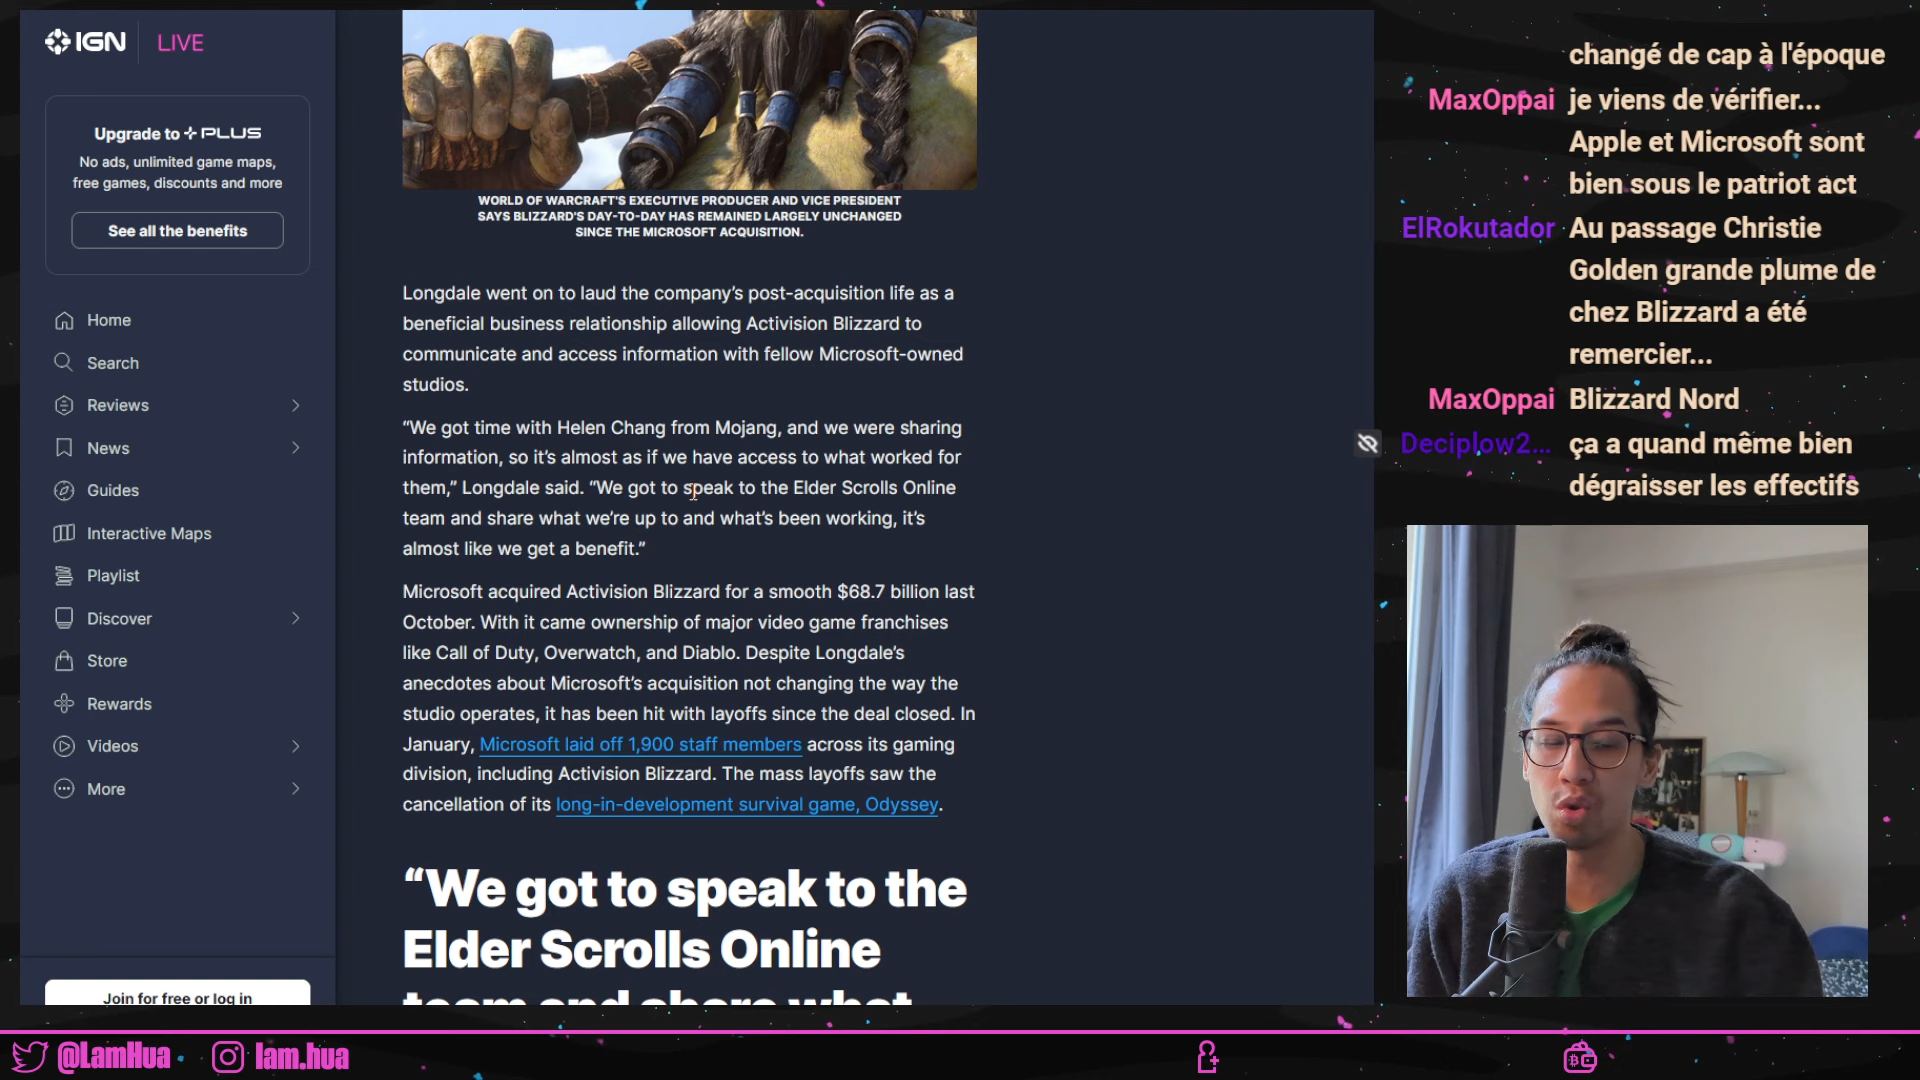 IGN LIVE
Upgrade to PLUS
No ads, unlimited game maps,
free games, discounts and more
See all the benefits
Home
Search
Reviews
News
Guides
Interactive Maps
Playlist
Discover
Store
Rewards
Videos
More
Join for free or log in
WORLD OF WARCRAFT'S EXECUTIVE PRODUCER AND VICE PRESIDENT
SAYS BLIZZARD'S DAY-TO-DAY HAS REMAINED LARGELY UNCHANGED
SINCE THE MICROSOFT ACQUISITION.
Longdale went on to laud the company’s post-acquisition life as a
beneficial business relationship allowing Activision Blizzard to
communicate and access information with fellow Microsoft-owned
studios.
“We got time with Helen Chang from Mojang, and we were sharing
information, so it’s almost as if we have access to what worked for
them,” Longdale said. “We got to speak to the Elder Scrolls Online
team and share what we’re up to and what’s been working, it’s
almost like we get a benefit.”
Microsoft acquired Activision Blizzard for a smooth $68.7 billion last
October. With it came ownership of major video game franchises
like Call of Duty, Overwatch, and Diablo. Despite Longdale’s
anecdotes about Microsoft’s acquisition not changing the way the
studio operates, it has been hit with layoffs since the deal closed. In
January, Microsoft laid off 1,900 staff members across its gaming
division, including Activision Blizzard. The mass layoffs saw the
cancellation of its long-in-development survival game, Odyssey.
“We got to speak to the
Elder Scrolls Online
team and share what
changé de cap à l'époque
MaxOppai je viens de vérifier...
Apple et Microsoft sont
bien sous le patriot act
ElRokutador Au passage Christie
Golden grande plume de
chez Blizzard a été
remercier...
MaxOppai Blizzard Nord
Deciplow2... ça a quand même bien
dégraisser les effectifs
@LamHua lam.hua